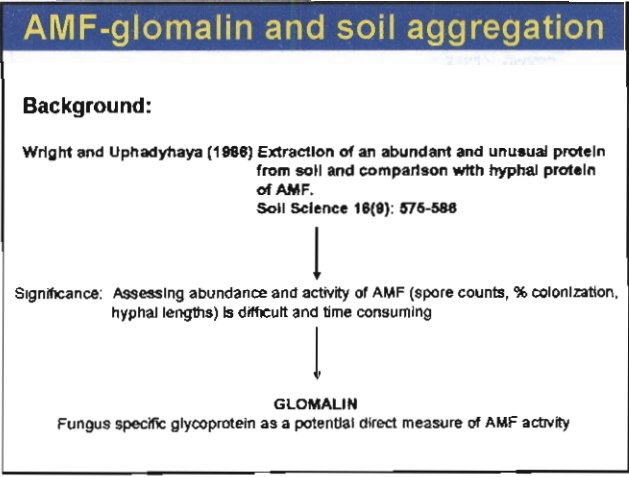 AMF-glomalin and soil aggregation
Background:
Wright and Uphadyhaya (1986) Extraction of an abundant and unusual protein
from soil and comparison with hyphal protein
of AMF.
Soil Science 16(9): 575-586
Significance: Assessing abundance and activity of AMF (spore counts, % colonization,
hyphal lengths) is difficult and time consuming
GLOMALIN
Fungus specific glycoprotein as a potential direct measure of AMF activity